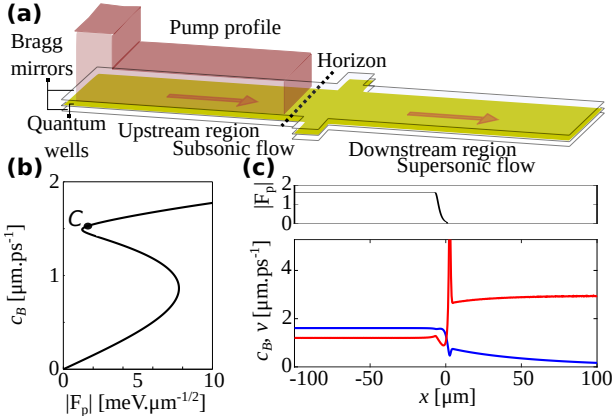 (a)
Pump profile
Bragg
mirrors
Horizon
Quantum
wells
Upstream region
Subsonic flow
Downstream region
Supersonic flow
(b)
2
1
0
C
c_B [μm.ps⁻¹]
0 5 10
|F_p| [meV.μm⁻¹/²]
(c)
2
0
|F_p|
4
2
0
c_B, v [μm.ps⁻¹]
-100 -50 0 50 100
x [μm]